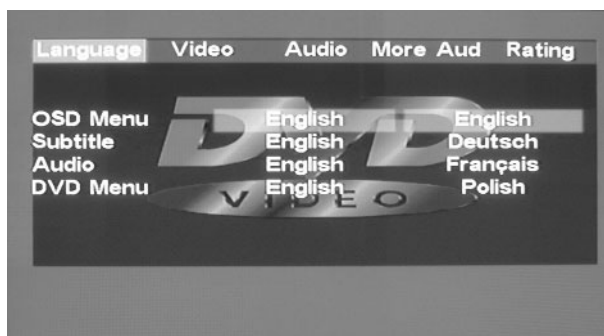 Language Video Audio More Aud Rating
OSD Menu English English
Subtitle English Deutsch
Audio English Français
DVD Menu English Polish
DVD
VIDEO